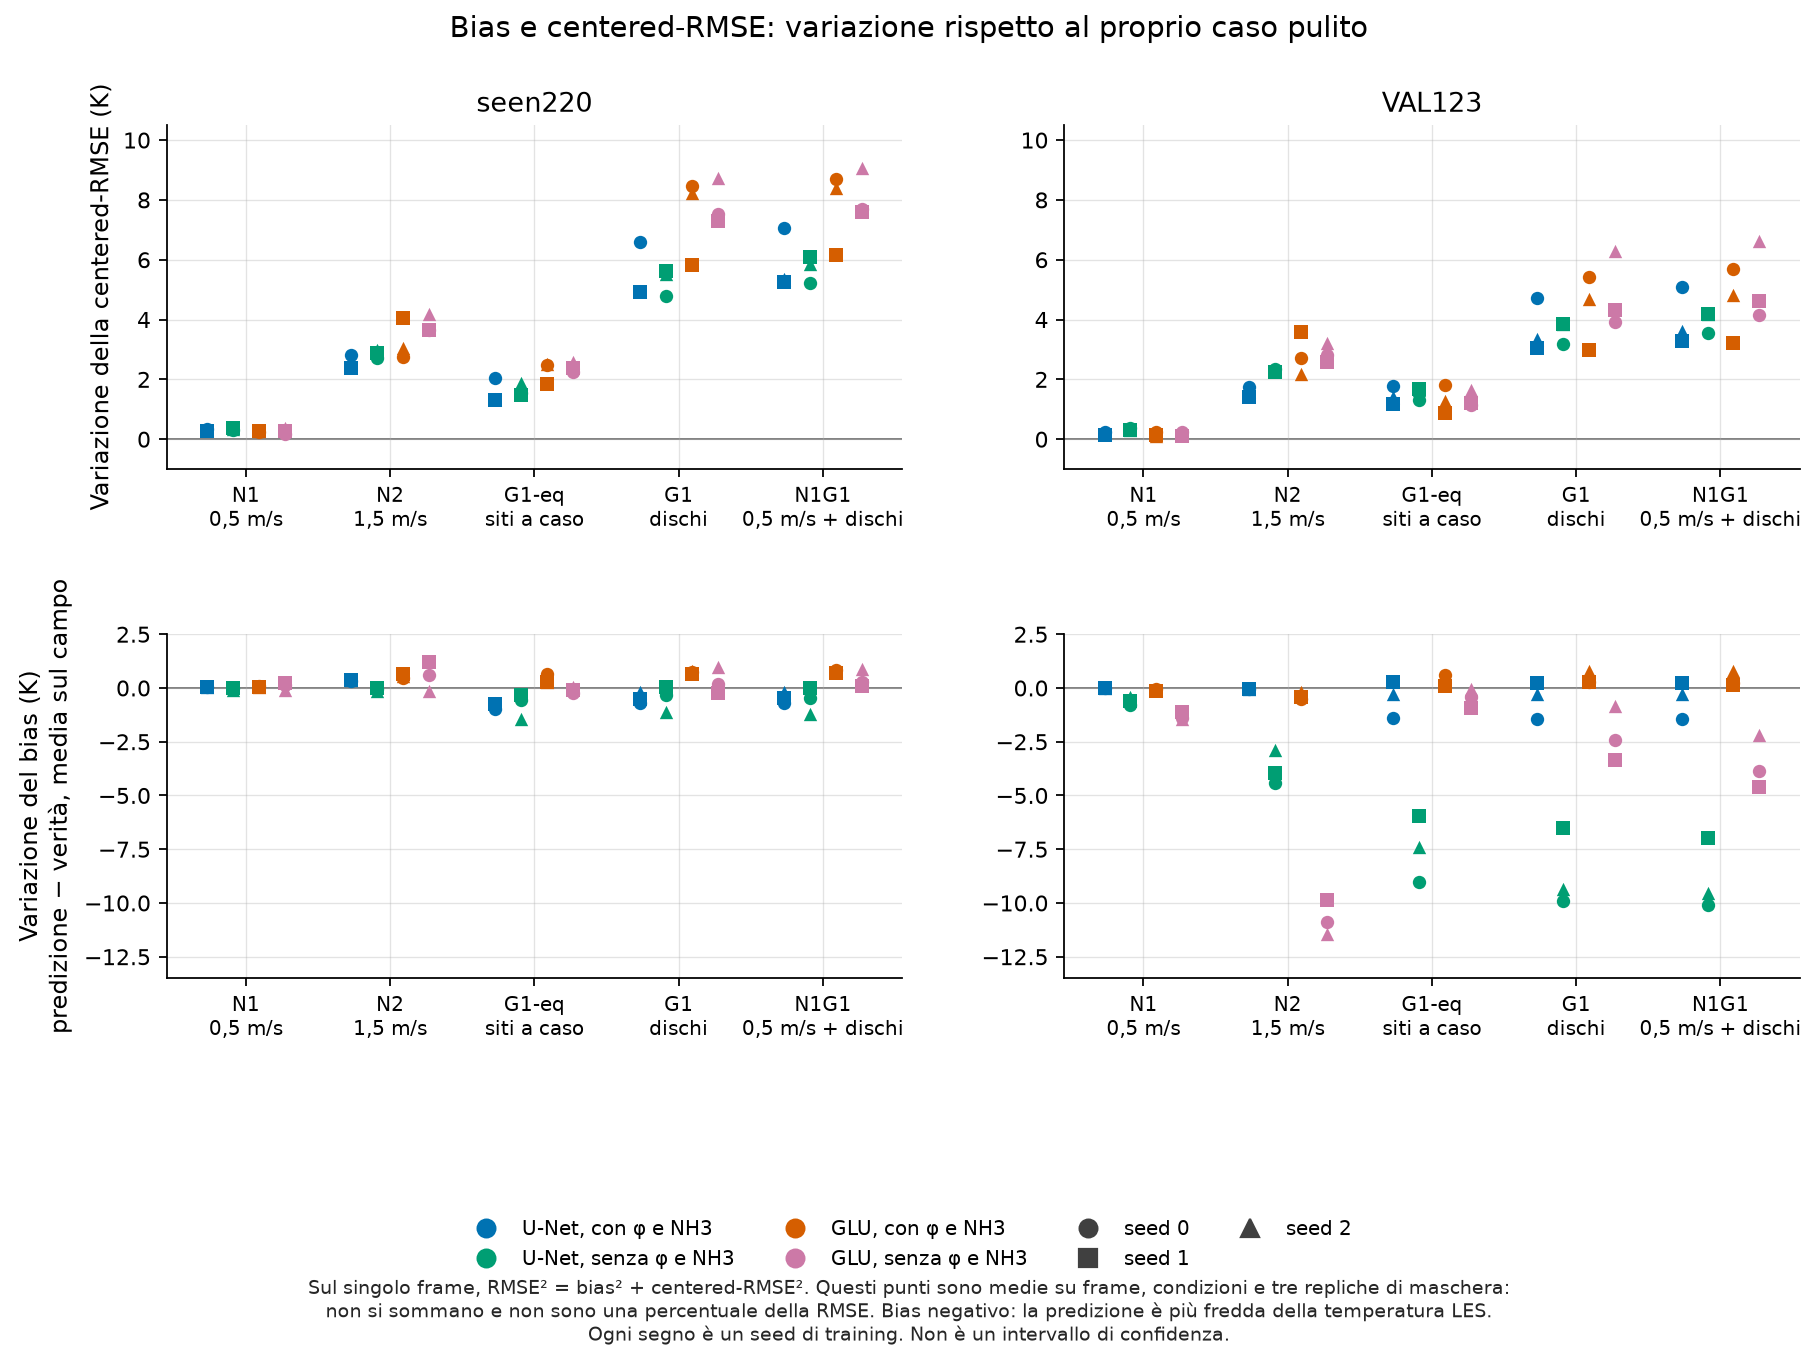 Bias e centered-RMSE: variazione rispetto al proprio caso pulito
seen220
VAL123
Variazione della centered-RMSE (K)
10
8
6
4
2
0
N1
0,5 m/s
N2
1,5 m/s
G1-eq
siti a caso
G1
dischi
N1G1
0,5 m/s + dischi
10
8
6
4
2
0
N1
0,5 m/s
N2
1,5 m/s
G1-eq
siti a caso
G1
dischi
N1G1
0,5 m/s + dischi
Variazione del bias (K)
predizione − verità, media sul campo
2.5
0.0
−2.5
−5.0
−7.5
−10.0
−12.5
N1
0,5 m/s
N2
1,5 m/s
G1-eq
siti a caso
G1
dischi
N1G1
0,5 m/s + dischi
2.5
0.0
−2.5
−5.0
−7.5
−10.0
−12.5
N1
0,5 m/s
N2
1,5 m/s
G1-eq
siti a caso
G1
dischi
N1G1
0,5 m/s + dischi
U-Net, con φ e NH3
U-Net, senza φ e NH3
GLU, con φ e NH3
GLU, senza φ e NH3
seed 0
seed 1
seed 2
Sul singolo frame, RMSE² = bias² + centered-RMSE². Questi punti sono medie su frame, condizioni e tre repliche di maschera:
non si sommano e non sono una percentuale della RMSE. Bias negativo: la predizione è più fredda della temperatura LES.
Ogni segno è un seed di training. Non è un intervallo di confidenza.